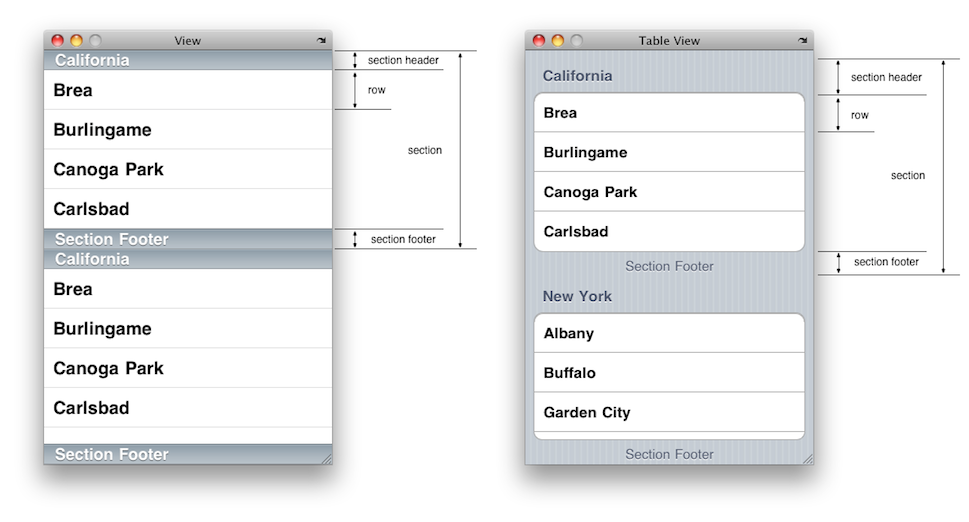 View
California
Brea
Burlingame
Canoga Park
Carlsbad
Section Footer
California
Brea
Burlingame
Canoga Park
Carlsbad
Section Footer
section header
row
section
section footer
Table View
California
Brea
Burlingame
Canoga Park
Carlsbad
Section Footer
New York
Albany
Buffalo
Garden City
Section Footer
section header
row
section
section footer